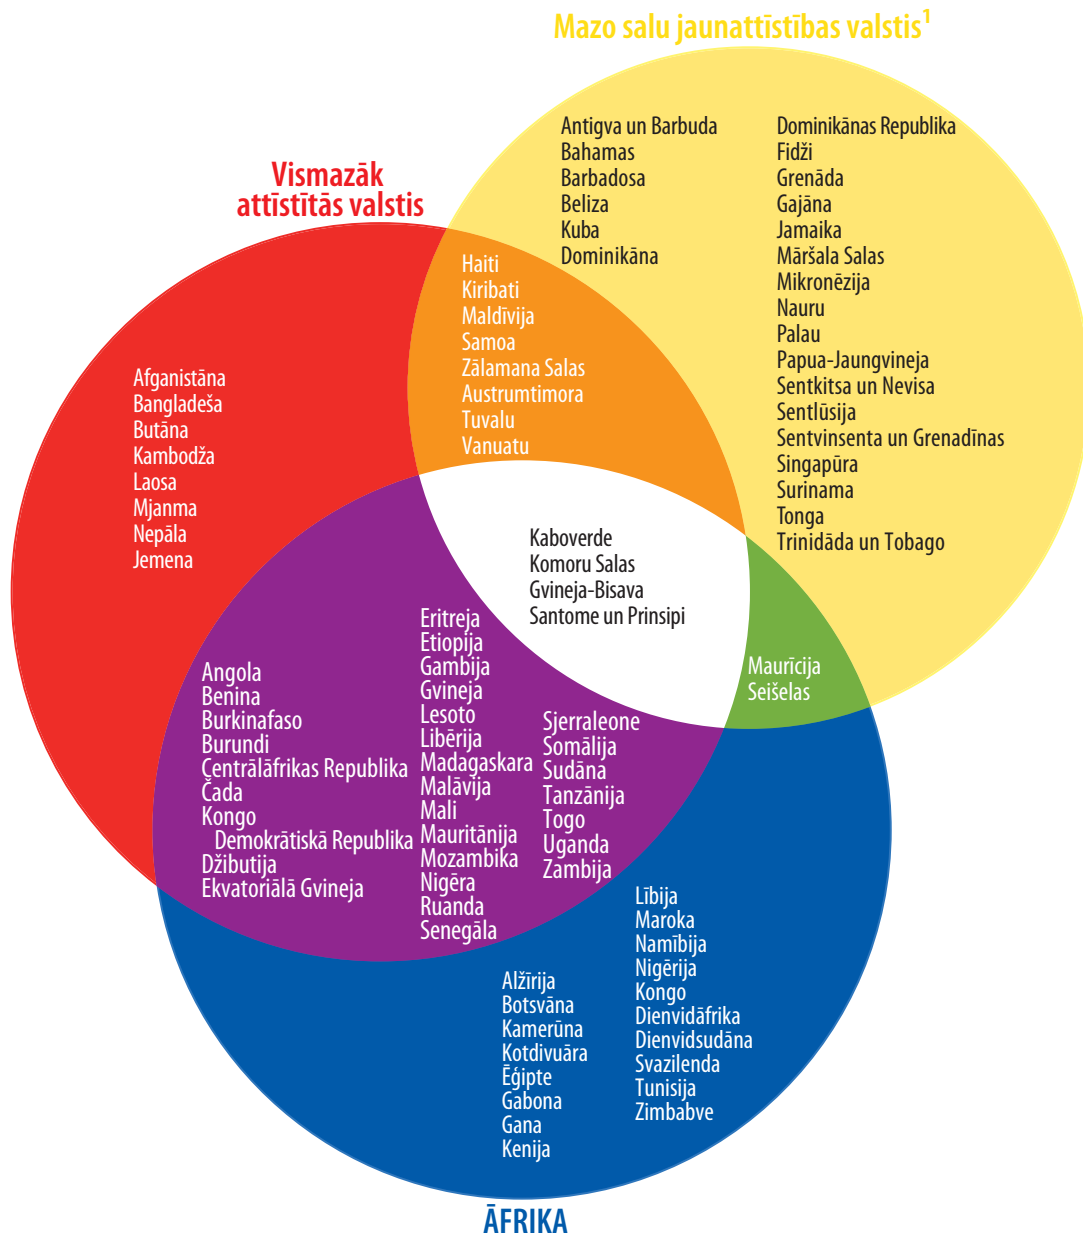 Mazo salu jaunattīstības valstis¹
Antigva un Barbuda
Bahamas
Barbadosa
Beliza
Kuba
Dominikāna
Dominikānas Republika
Fidži
Grenāda
Gajāna
Jamaika
Māršala Salas
Mikronēzija
Nauru
Palau
Papua-Jaungvineja
Sentkitsa un Nevisa
Sentlūsija
Sentvinsenta un Grenadīnas
Singapūra
Surinama
Tonga
Trinidāda un Tobago
Vismazāk
attīstītās valstis
Haiti
Kiribati
Maldīvija
Samoa
Zālamana Salas
Austrumtimora
Tuvalu
Vanuatu
Afganistāna
Bangladeša
Butāna
Kambodža
Laosa
Mjanma
Nepāla
Jemena
Kaboverde
Komoru Salas
Gvineja-Bisava
Santome un Prinsipi
Maurīcija
Seišelas
Angola
Benina
Burkinafaso
Burundi
Centrālāfrikas Republika
Čada
Kongo
Demokrātiskā Republika
Džibutija
Ekvatoriālā Gvineja
Eritreja
Etiopija
Gambija
Gvineja
Lesoto
Libērija
Madagaskara
Malāvija
Mali
Mauritānija
Mozambika
Nigēra
Ruanda
Senegāla
Sjerraleone
Somālija
Sudāna
Tanzānija
Togo
Uganda
Zambija
Alžīrija
Botsvāna
Kamerūna
Kotdivuāra
Ēģipte
Gabona
Gana
Kenija
Lībija
Maroka
Namībija
Nigērija
Kongo
Dienvidāfrika
Dienvidsudāna
Svazilenda
Tunisija
Zimbabve
ĀFRIKA